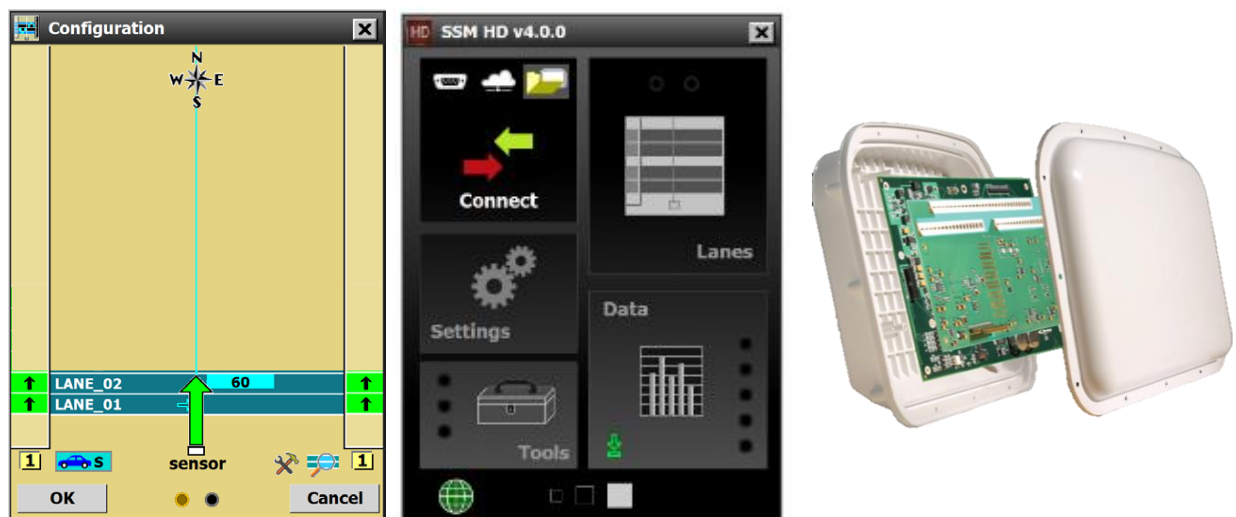 Configuration
N
W E
S
LANE_02 60
LANE_01
1 S sensor 1
OK Cancel
HD SSM HD v4.0.0
Connect
Lanes
Settings
Data
Tools